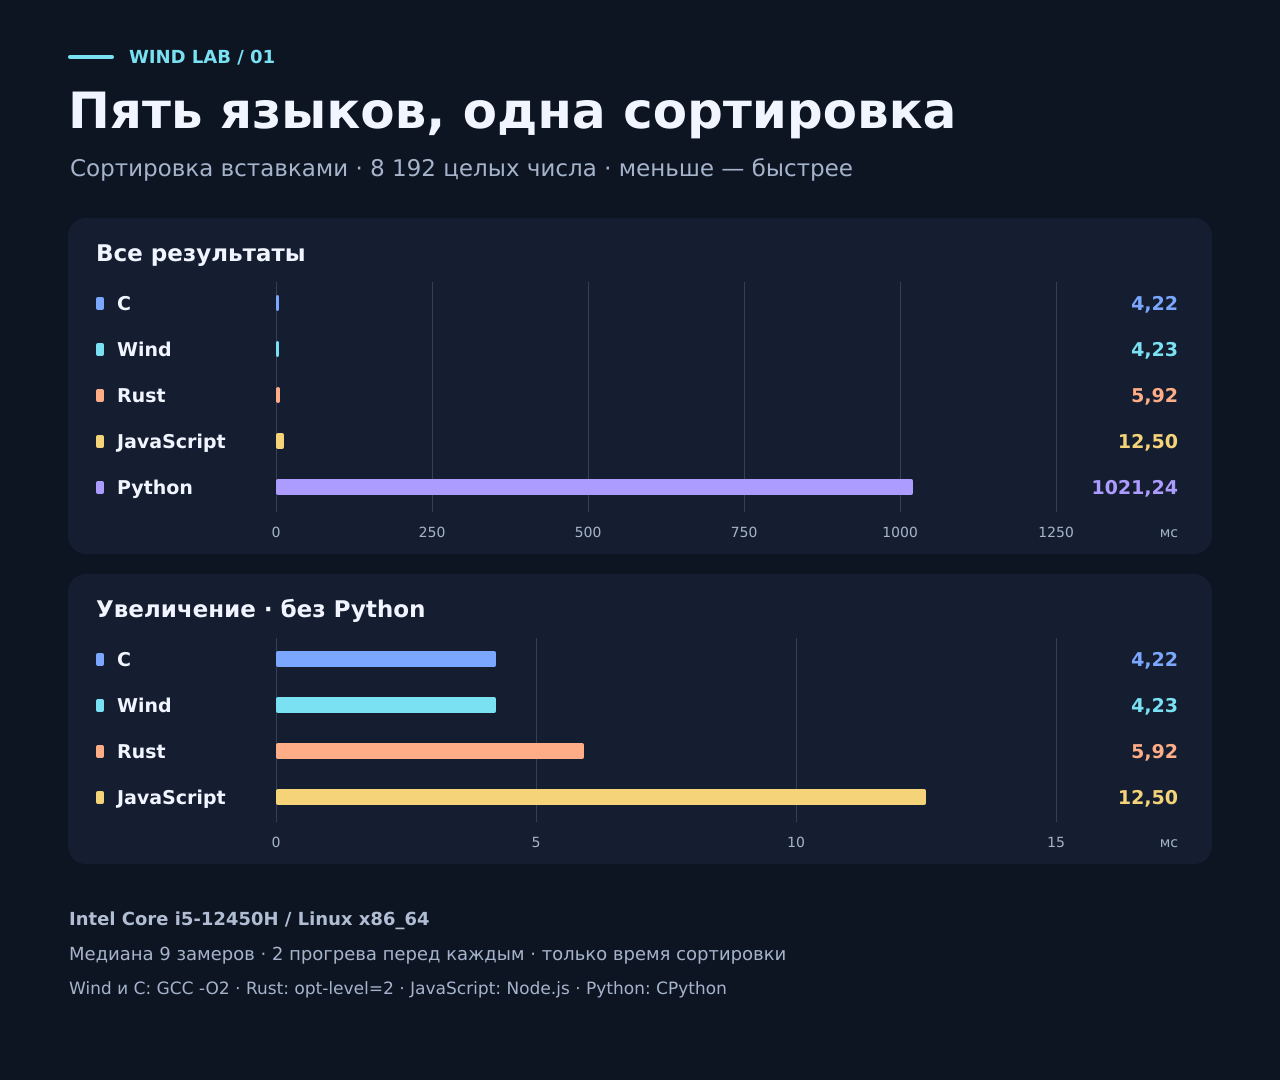 WIND LAB / 01
Пять языков, одна сортировка
Сортировка вставками · 8 192 целых числа · меньше — быстрее
Все результаты
C 4,22
Wind 4,23
Rust 5,92
JavaScript 12,50
Python 1021,24
0 250 500 750 1000 1250 мс
Увеличение · без Python
C 4,22
Wind 4,23
Rust 5,92
JavaScript 12,50
0 5 10 15 мс
Intel Core i5-12450H / Linux x86_64
Медиана 9 замеров · 2 прогрева перед каждым · только время сортировки
Wind и C: GCC -O2 · Rust: opt-level=2 · JavaScript: Node.js · Python: CPython